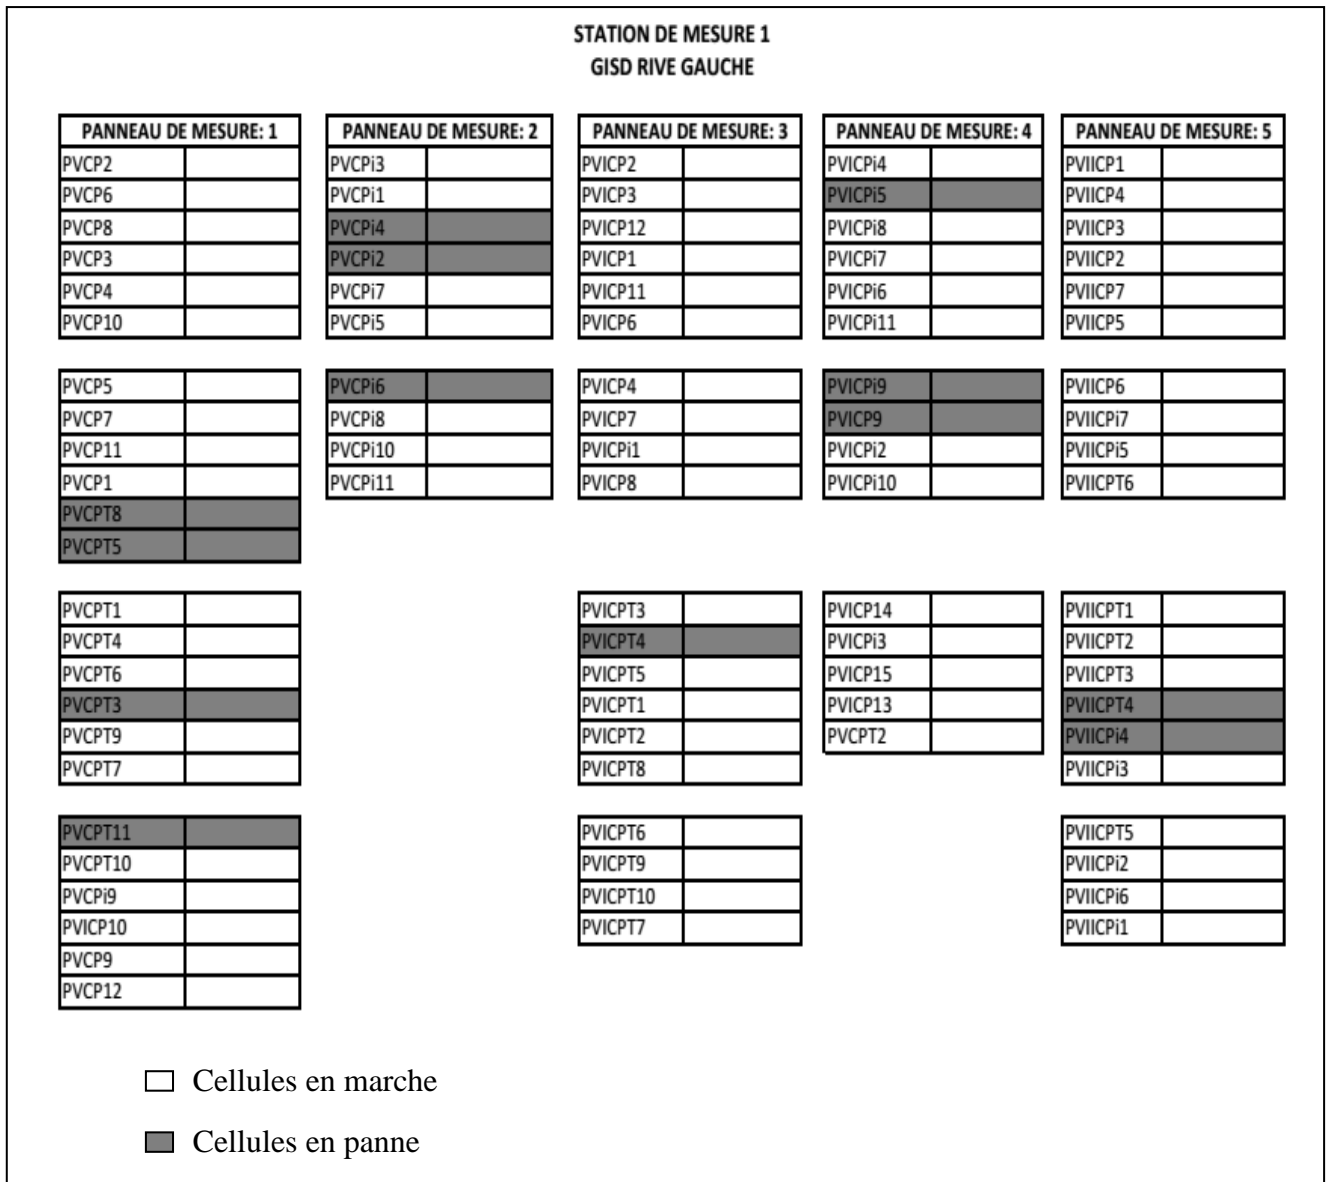 STATION DE MESURE 1
GISD RIVE GAUCHE
PANNEAU DE MESURE: 1
PVCP2
PVCP6
PVCP8
PVCP3
PVCP4
PVCP10
PVCP5
PVCP7
PVCP11
PVCP1
PVCPT8
PVCPT5
PVCPT1
PVCPT4
PVCPT6
PVCPT3
PVCPT9
PVCPT7
PVCPT11
PVCPT10
PVCPi9
PVICP10
PVCP9
PVCP12
PANNEAU DE MESURE: 2
PVCPi3
PVCPi1
PVCPi4
PVCPi2
PVCPi7
PVCPi5
PVCPi6
PVCPi8
PVCPi10
PVCPi11
PANNEAU DE MESURE: 3
PVICP2
PVICP3
PVICP12
PVICP1
PVICP11
PVICP6
PVICP4
PVICP7
PVICPi1
PVICP8
PVICPT3
PVICPT4
PVICPT5
PVICPT1
PVICPT2
PVICPT8
PVICPT6
PVICPT9
PVICPT10
PVICPT7
PANNEAU DE MESURE: 4
PVICPi4
PVICPi5
PVICPi8
PVICPi7
PVICPi6
PVICPi11
PVICPi9
PVICP9
PVICPi2
PVICPi10
PVICP14
PVICPi3
PVICP15
PVICP13
PVCPT2
PANNEAU DE MESURE: 5
PVIICP1
PVIICP4
PVIICP3
PVIICP2
PVIICP7
PVIICP5
PVIICP6
PVIICPi7
PVIICPi5
PVIICPT6
PVIICPT1
PVIICPT2
PVIICPT3
PVIICPT4
PVIICPi4
PVIICPi3
PVIICPT5
PVIICPi2
PVIICPi6
PVIICPi1
Cellules en marche
Cellules en panne